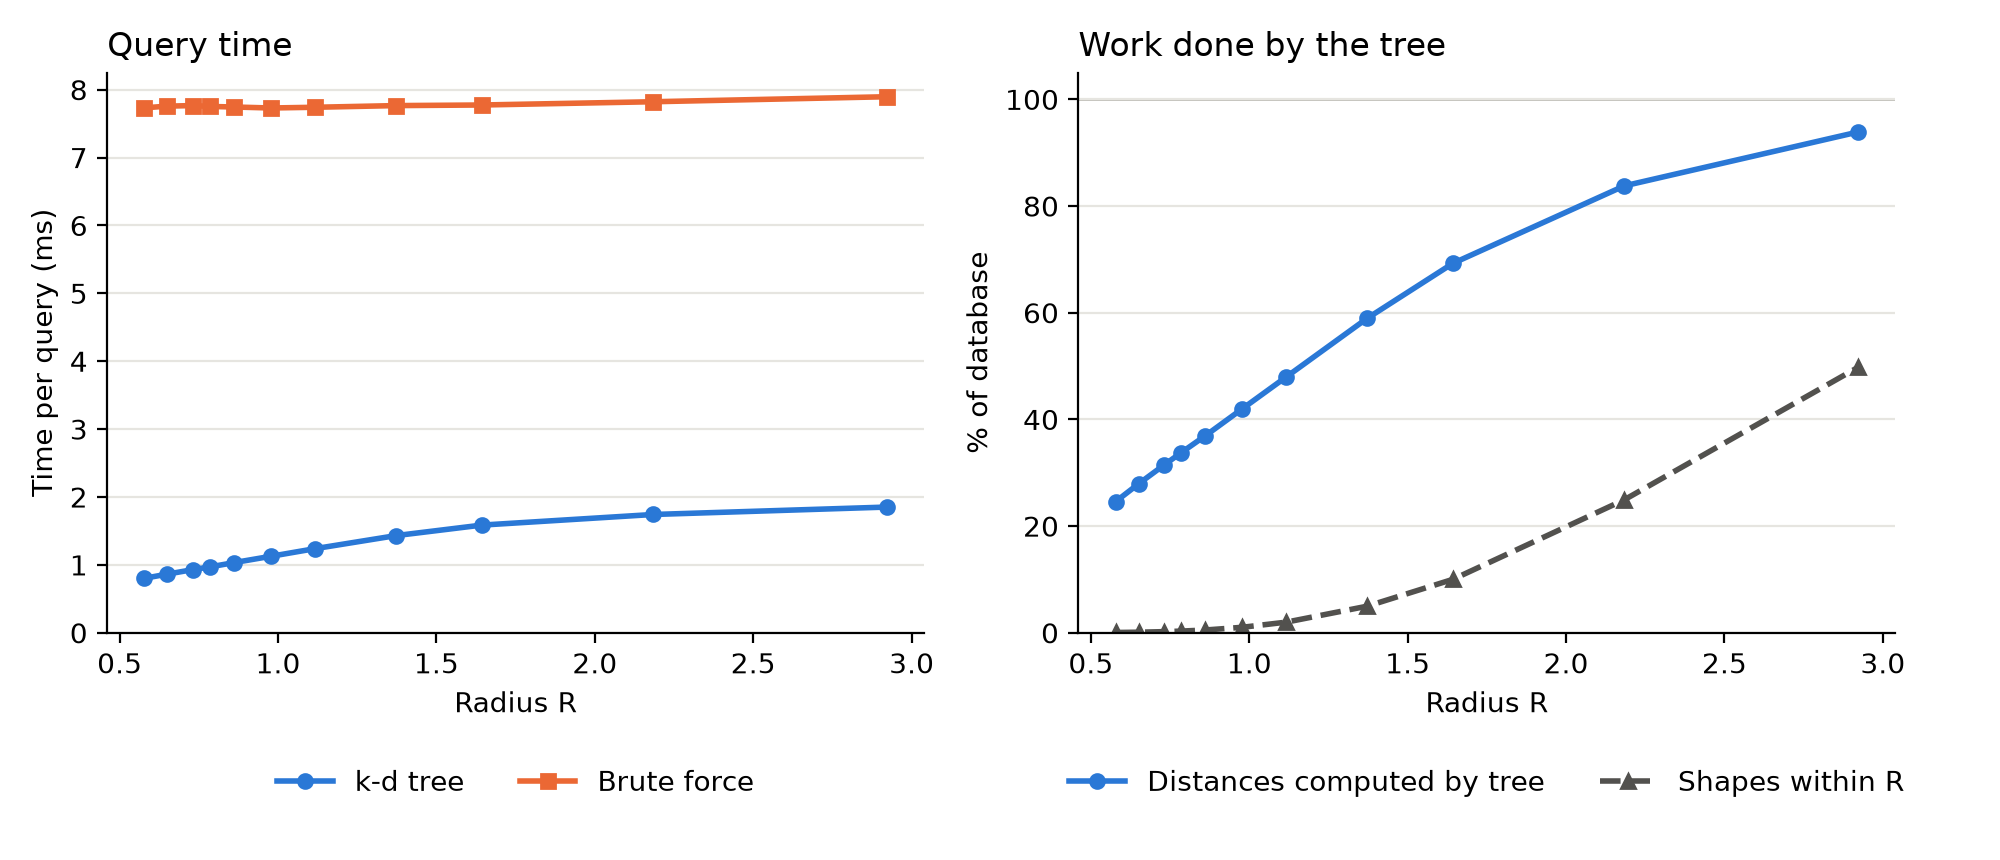 Query time
Time per query (ms)
8
7
6
5
4
3
2
1
0
0.5 1.0 1.5 2.0 2.5 3.0
Radius R
k-d tree Brute force
Work done by the tree
% of database
100
80
60
40
20
0
0.5 1.0 1.5 2.0 2.5 3.0
Radius R
Distances computed by tree Shapes within R